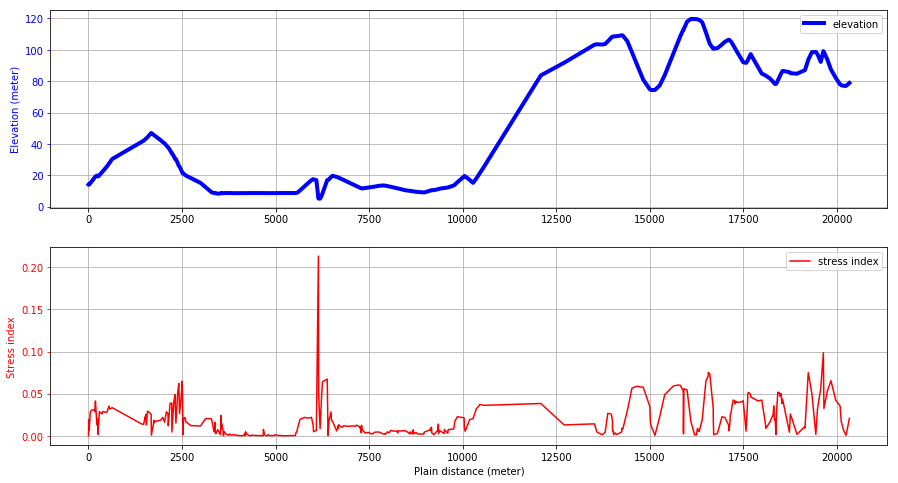 120
100
80
60
40
20
0
Elevation (meter)
elevation
0 2500 5000 7500 10000 12500 15000 17500 20000
0.20
0.15
0.10
0.05
0.00
Stress index
stress index
0 2500 5000 7500 10000 12500 15000 17500 20000
Plain distance (meter)